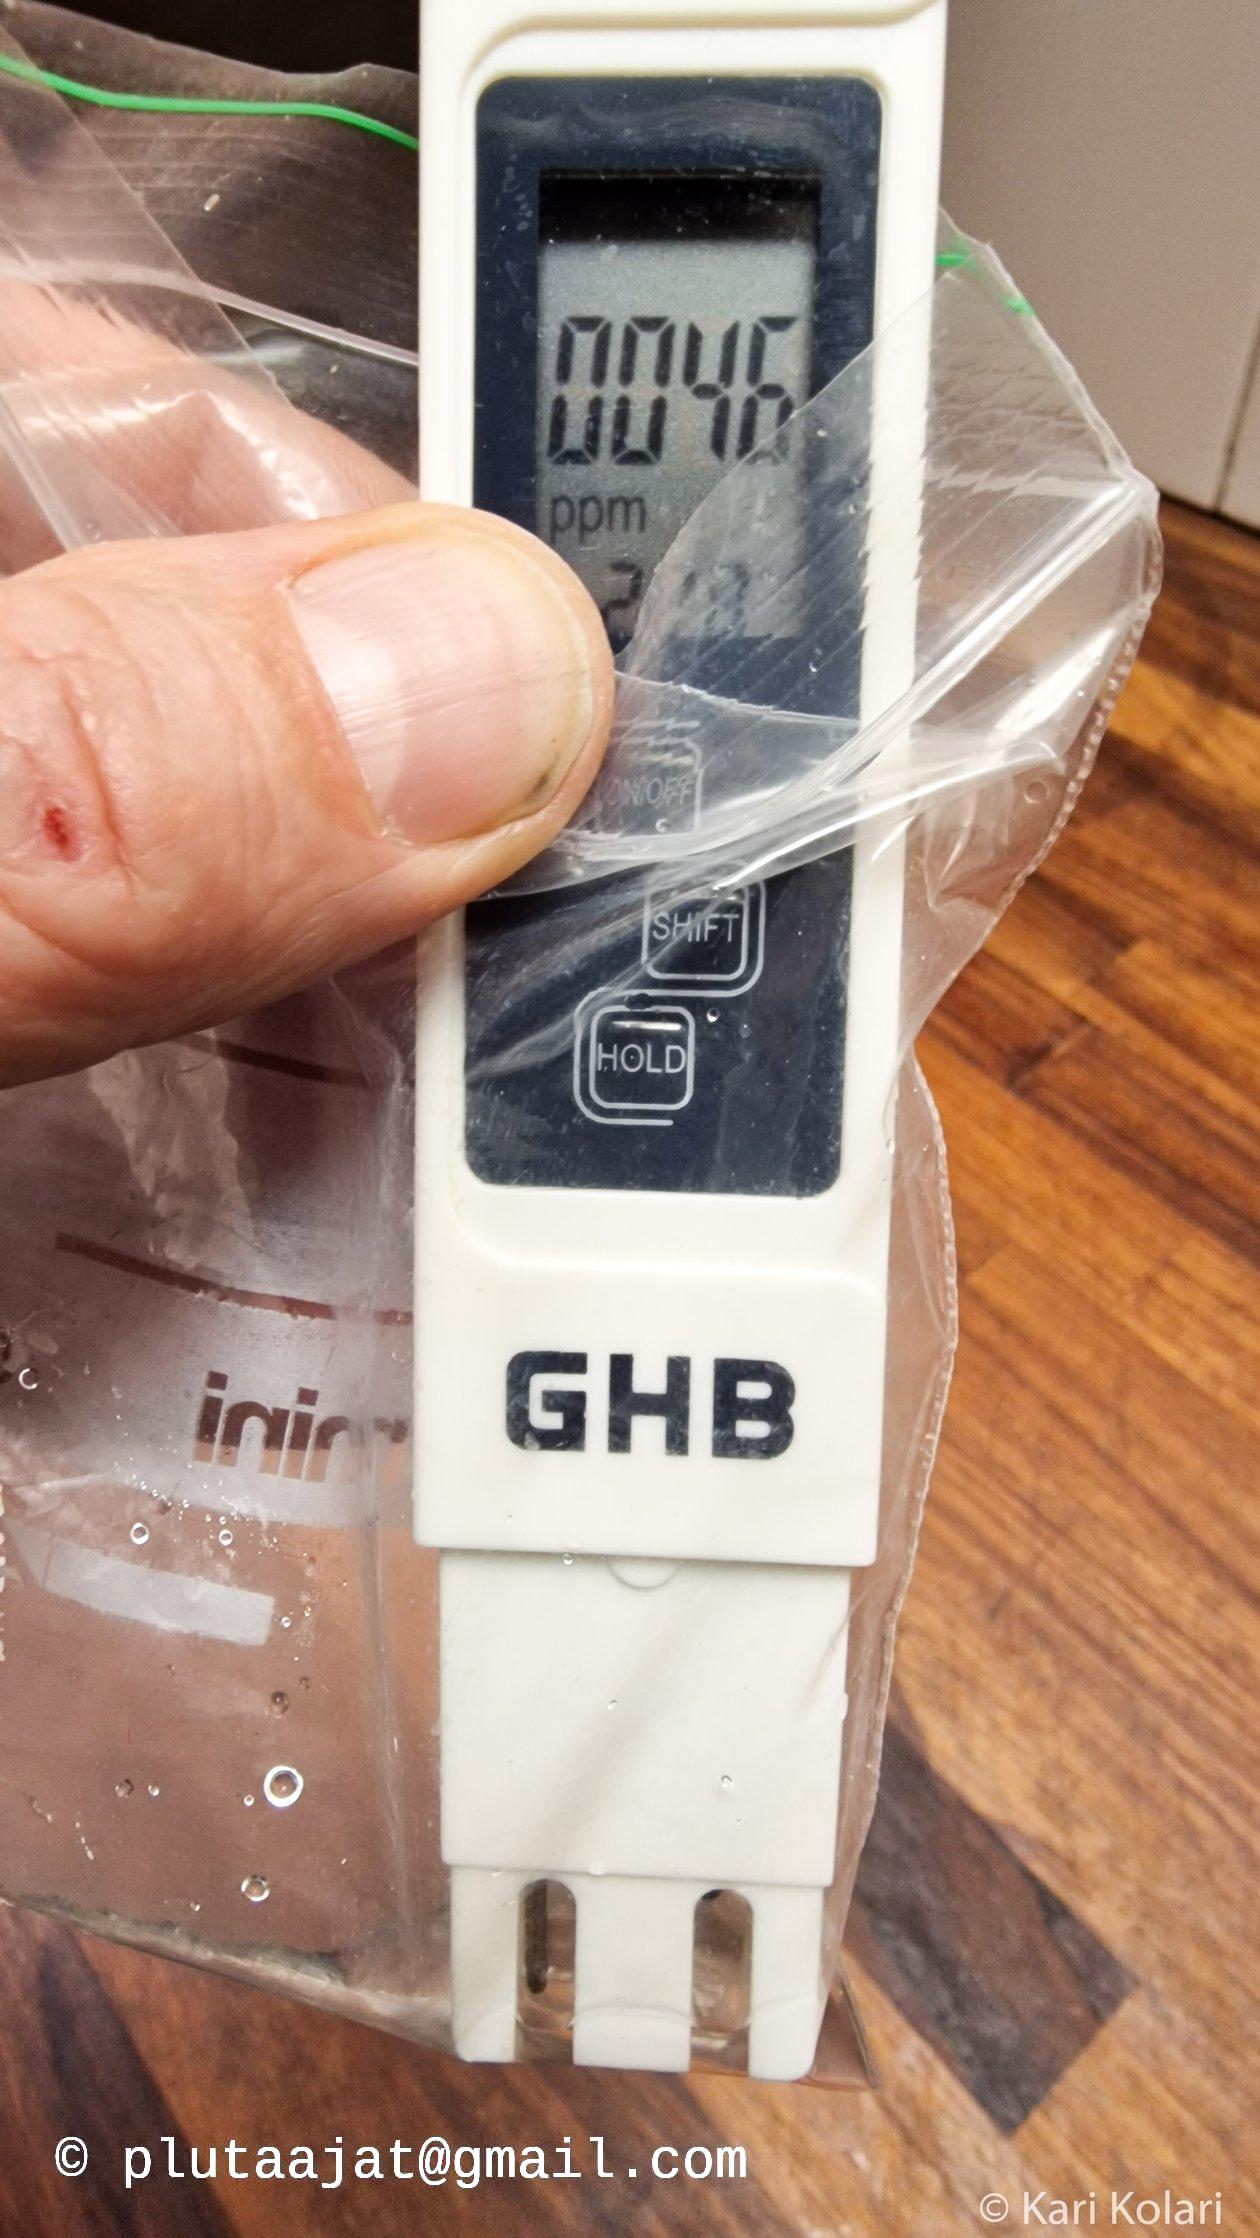 0046
ppm
ON/OFF
SHIFT
HOLD
GHB
© plutaajat@gmail.com
© Kari Kolari